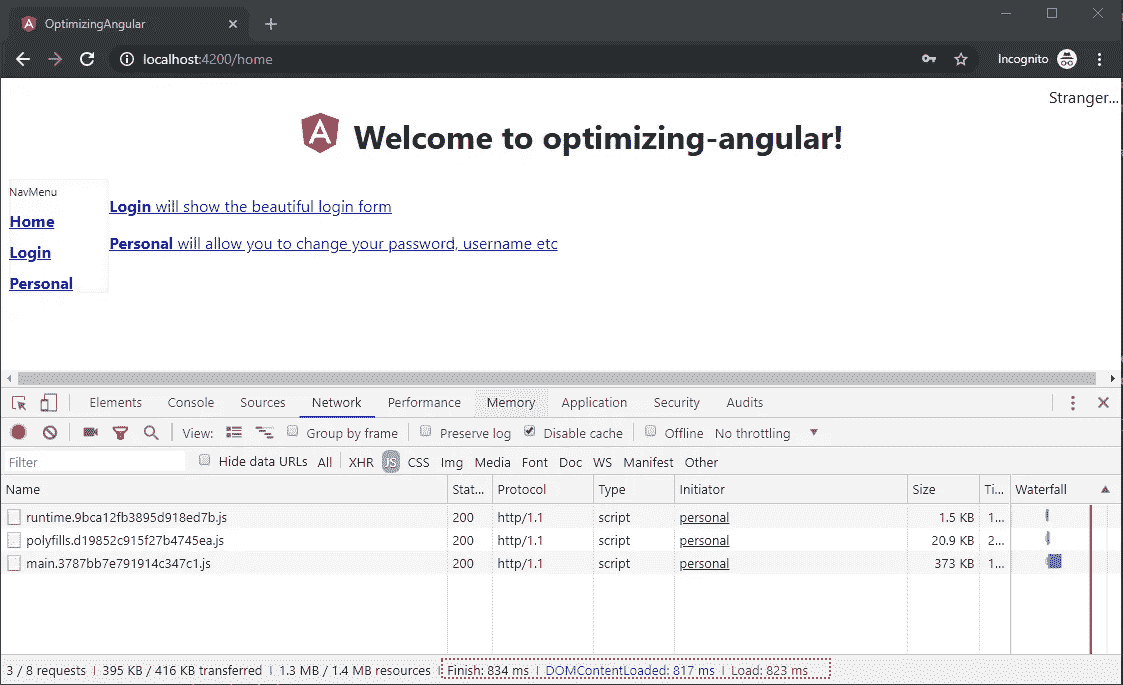 OptimizingAngular
localhost:4200/home
Incognito
Stranger...
A Welcome to optimizing-angular!
NavMenu
Home
Login
Personal
Login will show the beautiful login form
Personal will allow you to change your password, username etc
Elements Console Sources Network Performance Memory Application Security Audits
View: Group by frame Preserve log Disable cache Offline No throttling
Filter Hide data URLs All XHR JS CSS Img Media Font Doc WS Manifest Other
Name Stat... Protocol Type Initiator Size Ti... Waterfall
runtime.9bca12fb3895d918ed7b.js 200 http/1.1 script personal 1.5 KB 1...
polyfills.d19852c915f27b4745ea.js 200 http/1.1 script personal 20.9 KB 2...
main.3787bb7e791914c347c1.js 200 http/1.1 script personal 373 KB 1...
3 / 8 requests | 395 KB / 416 KB transferred | 1.3 MB / 1.4 MB resources | Finish: 834 ms | DOMContentLoaded: 817 ms | Load: 823 ms